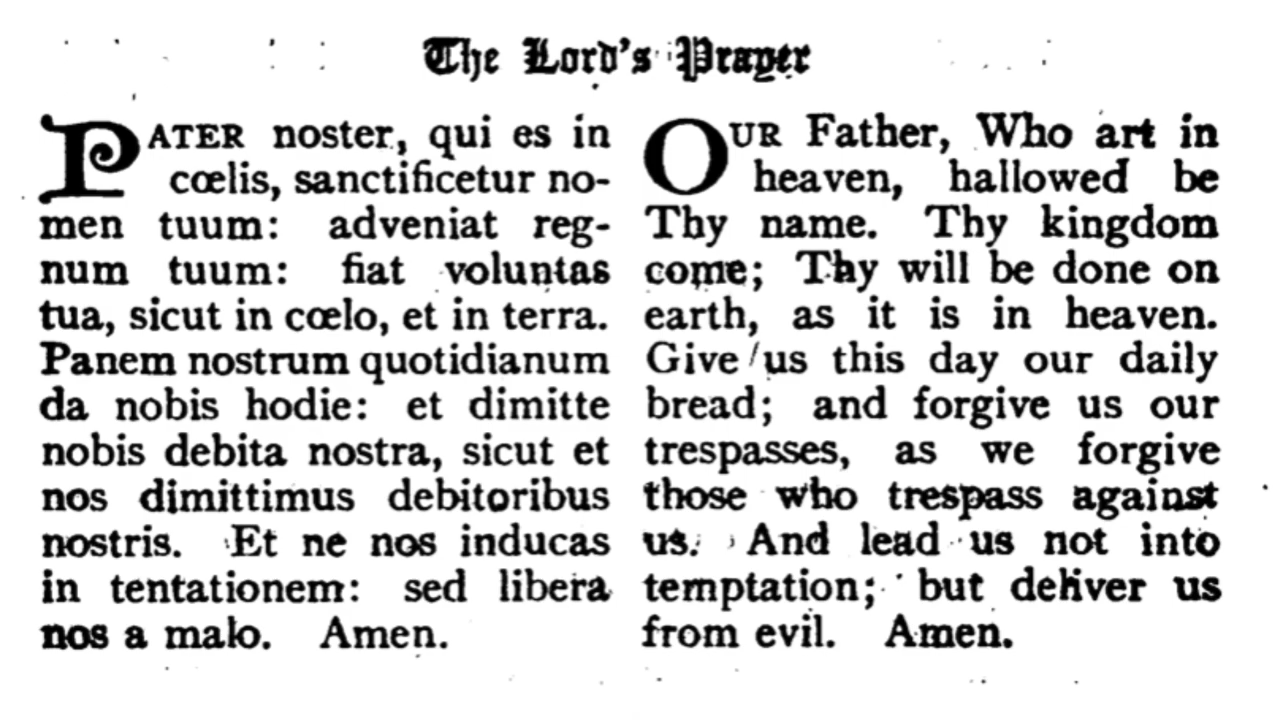 The Lord's Prayer
PATER noster, qui es in
cœlis, sanctificetur no-
men tuum: adveniat reg-
num tuum: fiat voluntas
tua, sicut in cœlo, et in terra.
Panem nostrum quotidianum
da nobis hodie: et dimitte
nobis debita nostra, sicut et
nos dimittimus debitoribus
nostris. Et ne nos inducas
in tentationem: sed libera
nos a malo. Amen.
OUR Father, Who art in
heaven, hallowed be
Thy name. Thy kingdom
come; Thy will be done on
earth, as it is in heaven.
Give us this day our daily
bread; and forgive us our
trespasses, as we forgive
those who trespass against
us. And lead us not into
temptation; but deliver us
from evil. Amen.